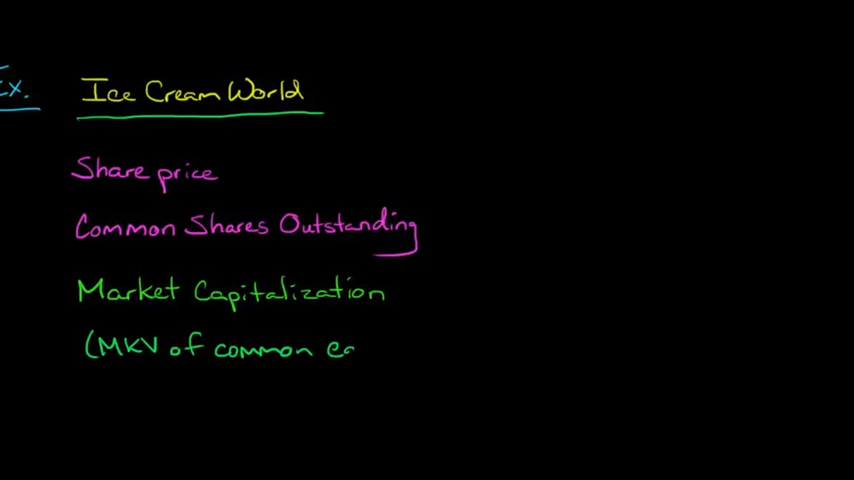 Ex.
Ice Cream World
Share price
Common Shares Outstanding
Market Capitalization
(MKV of common